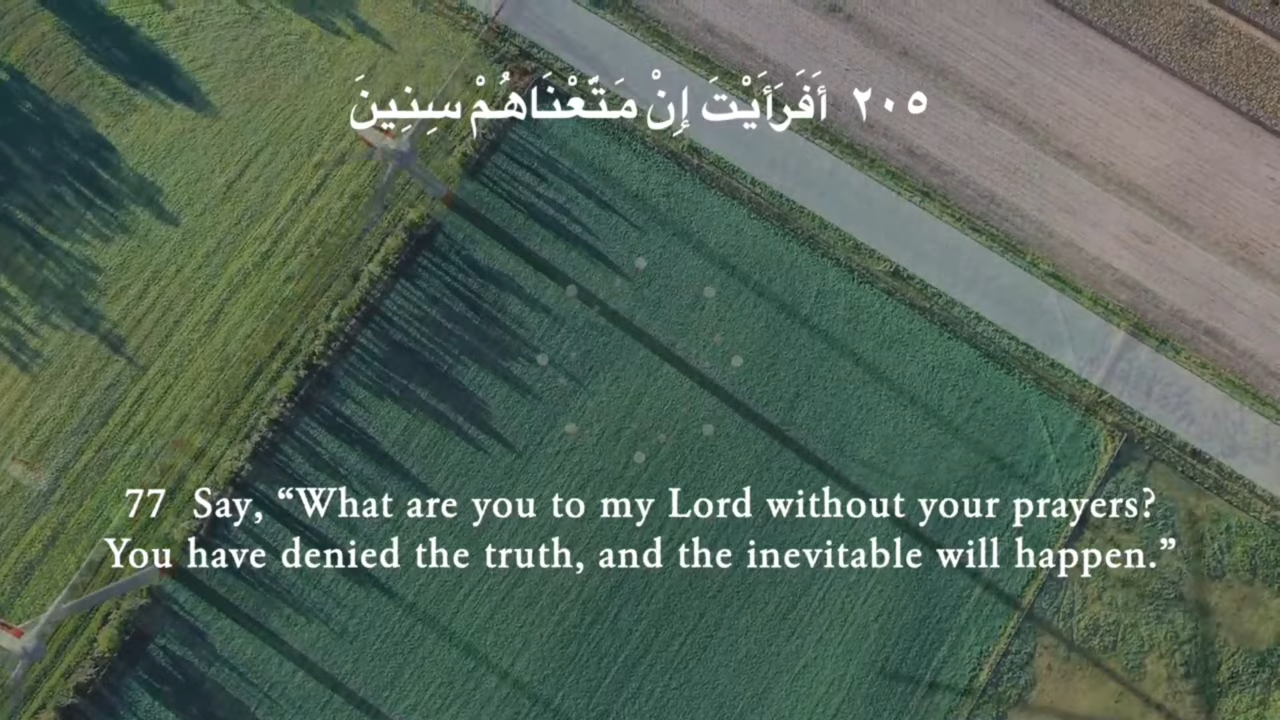 ٢٠٥ أَفَرَأَيْتَ إِنْ مَتَّعْنَاهُمْ سِنِينَ
77 Say, “What are you to my Lord without your prayers?
You have denied the truth, and the inevitable will happen.”